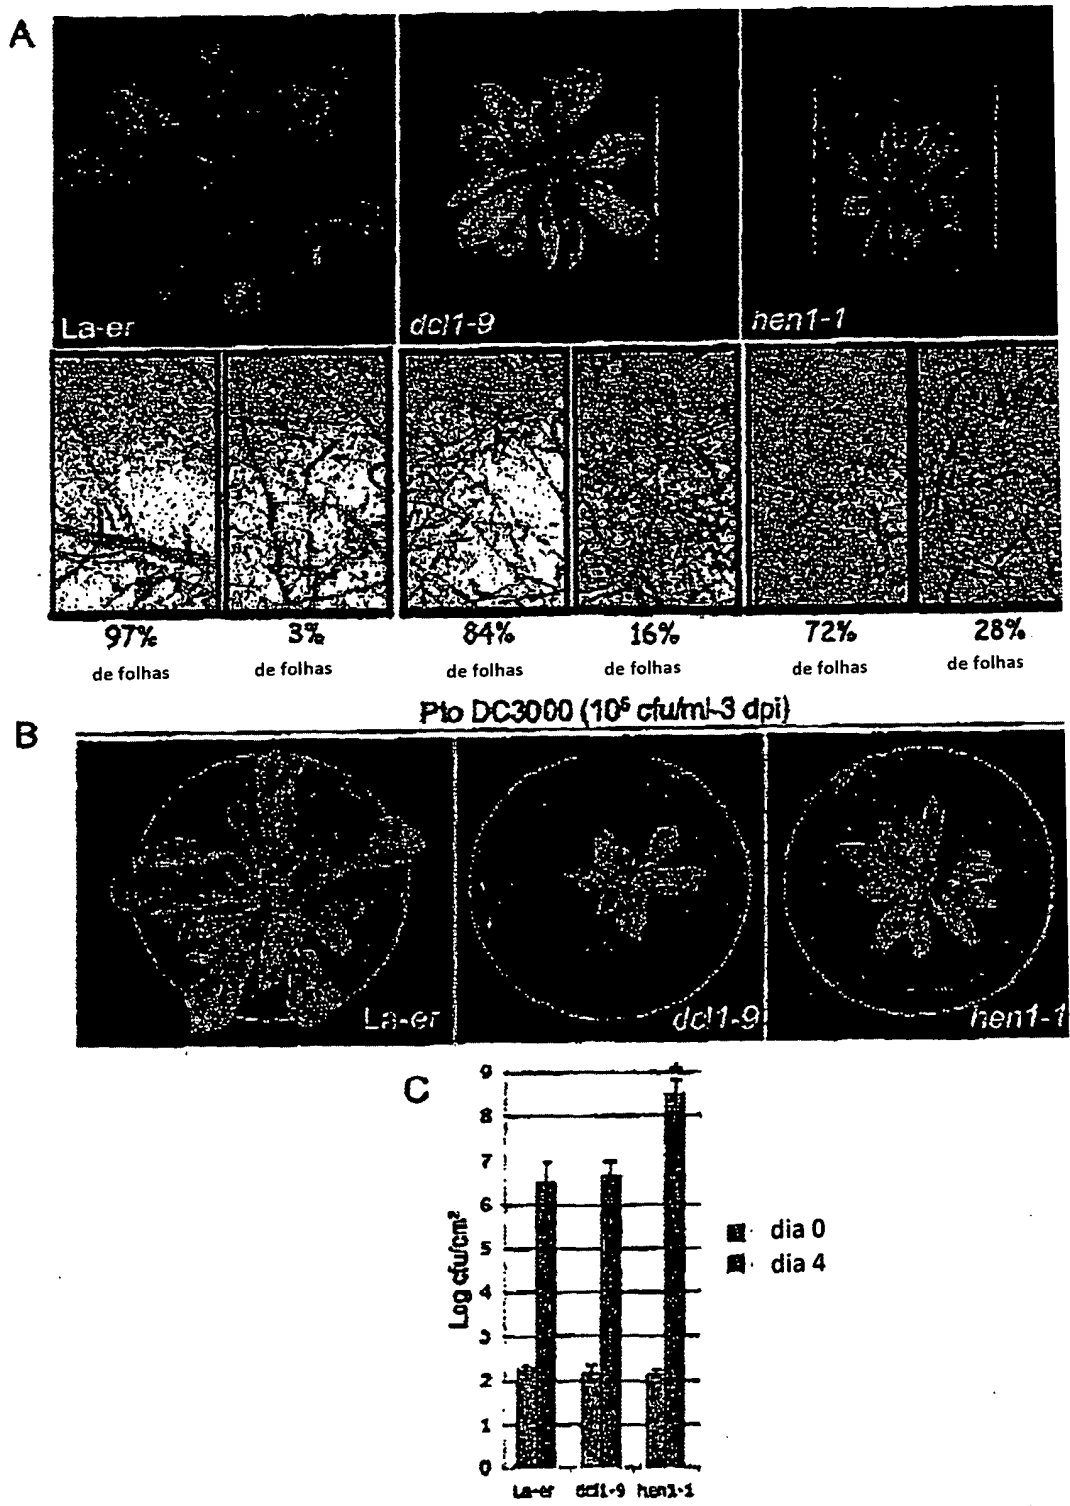 A
La-er
dcl1-9
hen1-1
97%
3%
84%
16%
72%
28%
de folhas
de folhas
de folhas
de folhas
de folhas
de folhas
Pto DC3000 (10⁵ cfu/ml-3 dpi)
B
La-er
dcl1-9
hen1-1
C
9
8
7
6
5
4
3
2
1
0
Log cfu/cm²
dia 0
dia 4
La-er
dcl1-9
hen1-1